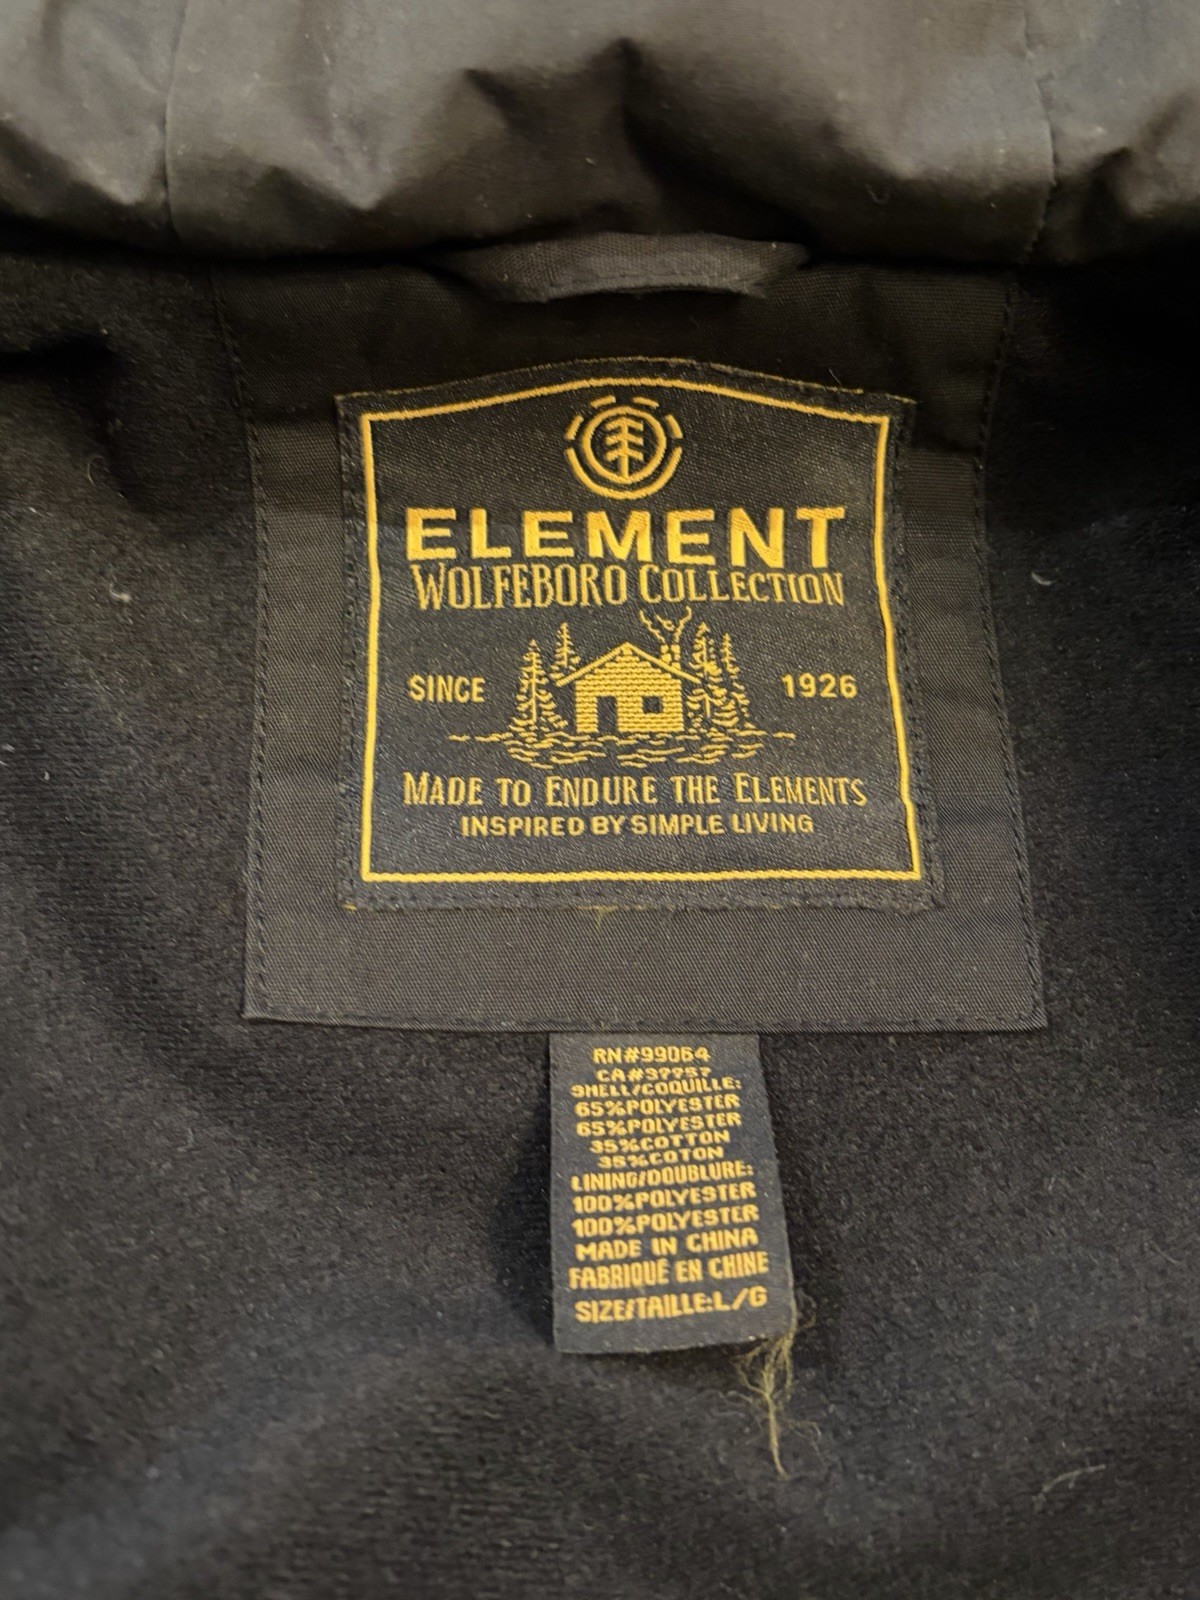 ELEMENT
WOLFEBORO COLLECTION
SINCE 1926
MADE TO ENDURE THE ELEMENTS
INSPIRED BY SIMPLE LIVING
RN#99064
SHELL/COQUILLE:
65%POLYESTER
65%POLYESTER
35%COTTON
35%COTON
LINING/DOUBLURE:
100%POLYESTER
100%POLYESTER
MADE IN CHINA
FABRIQUÉ EN CHINE
SIZE/TAILLE:L/G